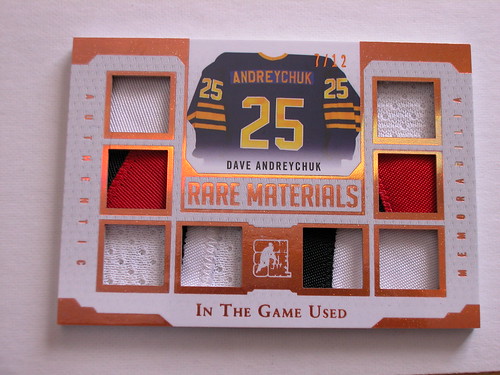 7/12
ANDREYCHUK
25 25
25
DAVE ANDREYCHUK
RARE MATERIALS
AUTHENTIC
MEMORABILIA
IN THE GAME USED